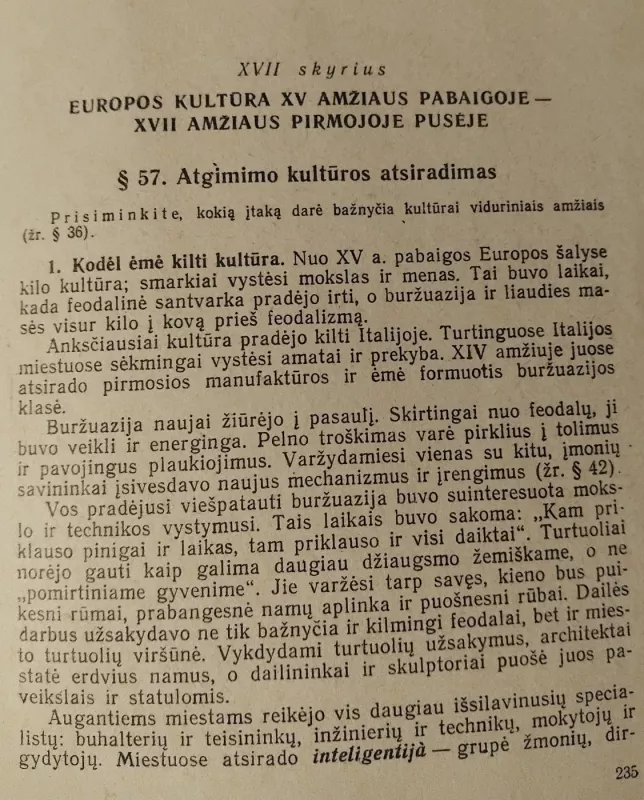 XVII skyrius
EUROPOS KULTŪRA XV AMŽIAUS PABAIGOJE —
XVII AMŽIAUS PIRMOJOJE PUSĖJE
§ 57. Atgimimo kultūros atsiradimas
Prisiminkite, kokią įtaką darė bažnyčia kultūrai viduriniais amžiais
(žr. § 36).
1. Kodėl ėmė kilti kultūra. Nuo XV a. pabaigos Europos šalyse
kilo kultūra; smarkiai vystėsi mokslas ir menas. Tai buvo laikai,
kada feodalinė santvarka pradėjo irti, o buržuazija ir liaudies ma-
sės visur kilo į kovą prieš feodalizmą.
Anksčiausiai kultūra pradėjo kilti Italijoje. Turtinguose Italijos
miestuose sėkmingai vystėsi amatai ir prekyba. XIV amžiuje juose
atsirado pirmosios manufaktūros ir ėmė formuotis buržuazijos
klasė.
Buržuazija naujai žiūrėjo į pasaulį. Skirtingai nuo feodalų, ji
buvo veikli ir energinga. Pelno troškimas varė pirklius į tolimus
ir pavojingus plaukiojimus. Varžydamiesi vienas su kitu, įmonių
savininkai įsivesdavo naujus mechanizmus ir įrengimus (žr. § 42).
Vos pradėjusi viešpatauti buržuazija buvo suinteresuota moks-
lo ir technikos vystymusi. Tais laikais buvo sakoma: „Kam pri-
klauso pinigai ir laikas, tam priklauso ir visi daiktai“. Turtuoliai
norėjo gauti kaip galima daugiau džiaugsmo žemiškame, o ne
„pomirtiniame gyvenime“. Jie varžėsi tarp savęs, kieno bus pui-
kesni rūmai, prabangesnė namų aplinka ir puošnesni rūbai. Dailės
darbus užsakydavo ne tik bažnyčia ir kilmingi feodalai, bet ir mies-
to turtuolių viršūnė. Vykdydami turtuolių užsakymus, architektai
statė erdvius namus, o dailininkai ir skulptoriai puošė juos pa-
veikslais ir statulomis.
Augantiems miestams reikėjo vis daugiau išsilavinusių specia-
listų: buhalterių ir teisininkų, inžinierių ir technikų, mokytojų ir
gydytojų. Miestuose atsirado inteligentija — grupė žmonių, dir-
235